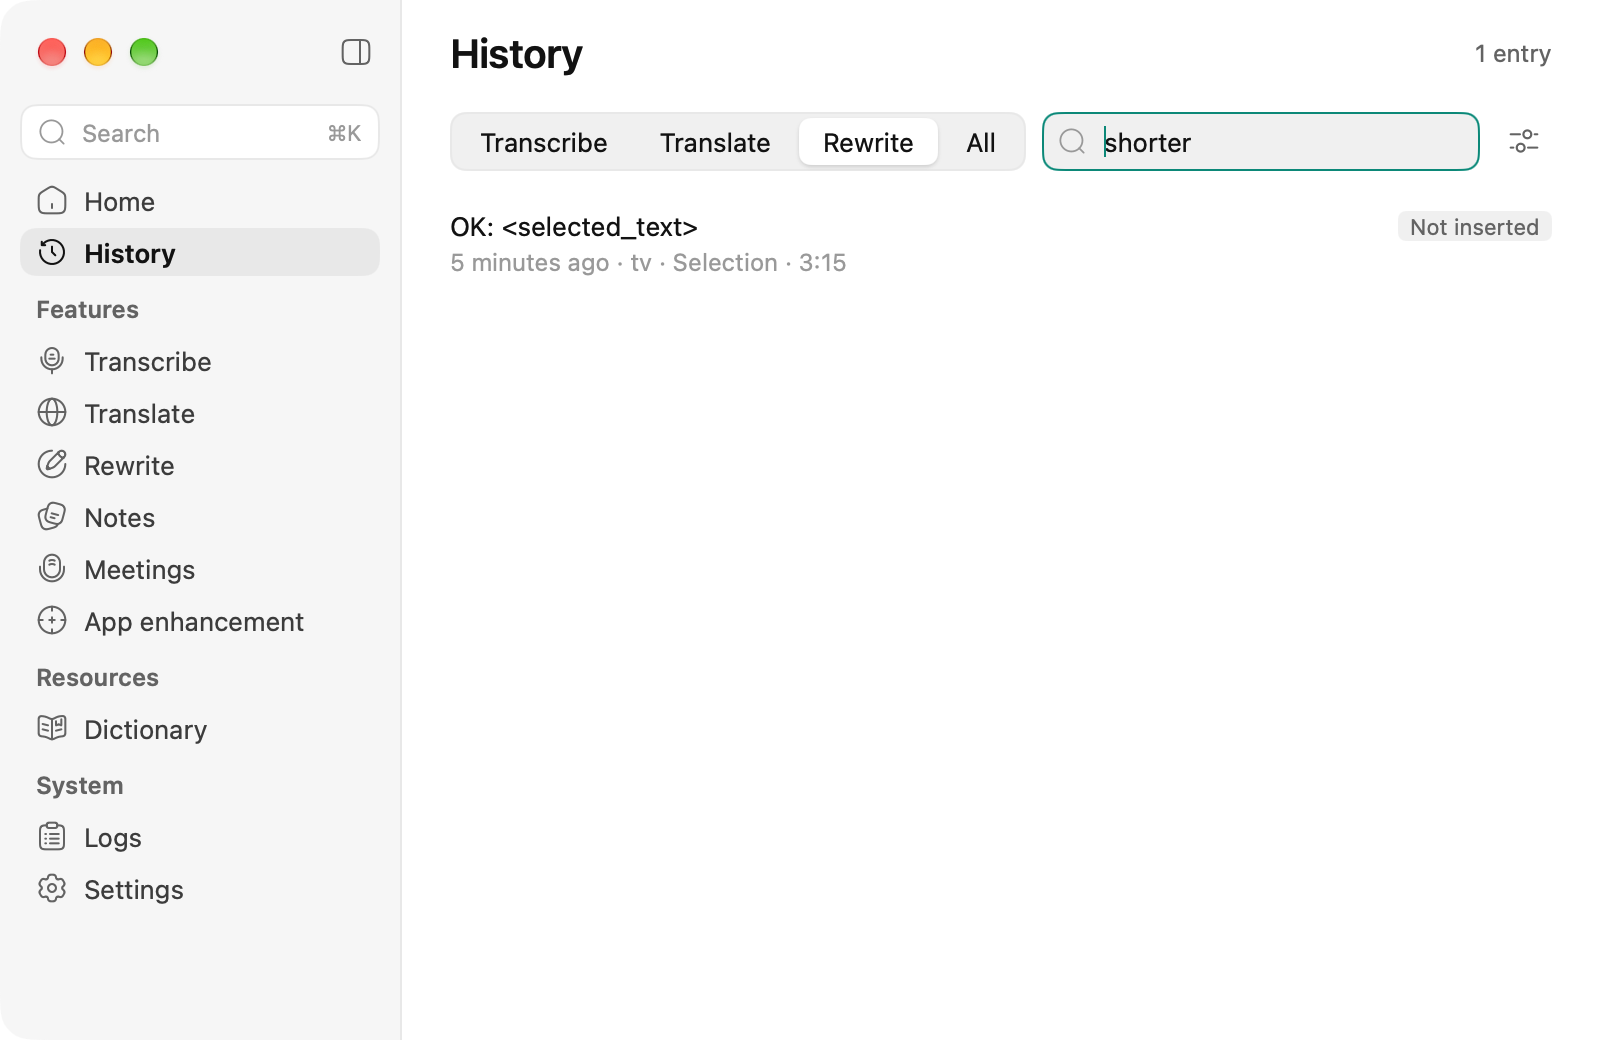 Search ⌘K
Home
History
Features
Transcribe
Translate
Rewrite
Notes
Meetings
App enhancement
Resources
Dictionary
System
Logs
Settings
History
1 entry
Transcribe Translate Rewrite All
shorter
OK: <selected_text>
Not inserted
5 minutes ago · tv · Selection · 3:15